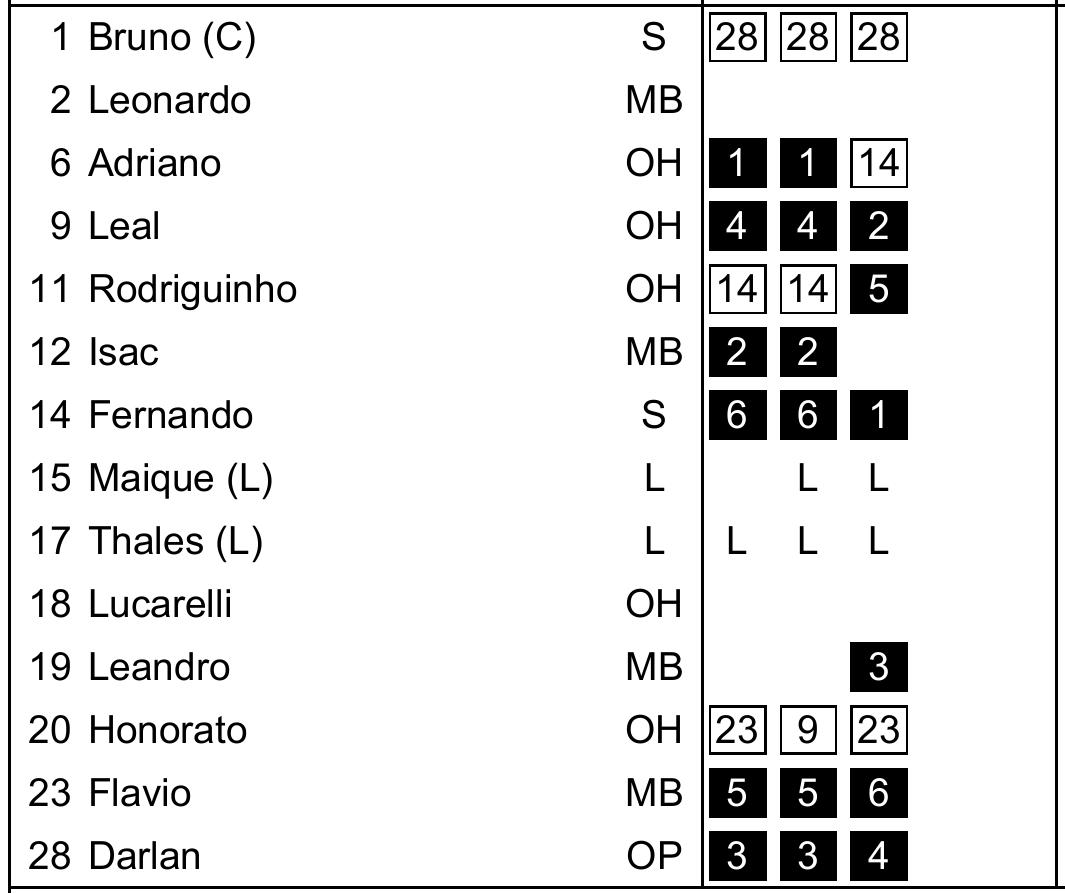 1 Bruno (C) S 28 28 28
2 Leonardo MB
6 Adriano OH 1 1 14
9 Leal OH 4 4 2
11 Rodriguinho OH 14 14 5
12 Isac MB 2 2
14 Fernando S 6 6 1
15 Maique (L) L L L
17 Thales (L) L L L L
18 Lucarelli OH
19 Leandro MB 3
20 Honorato OH 23 9 23
23 Flavio MB 5 5 6
28 Darlan OP 3 3 4